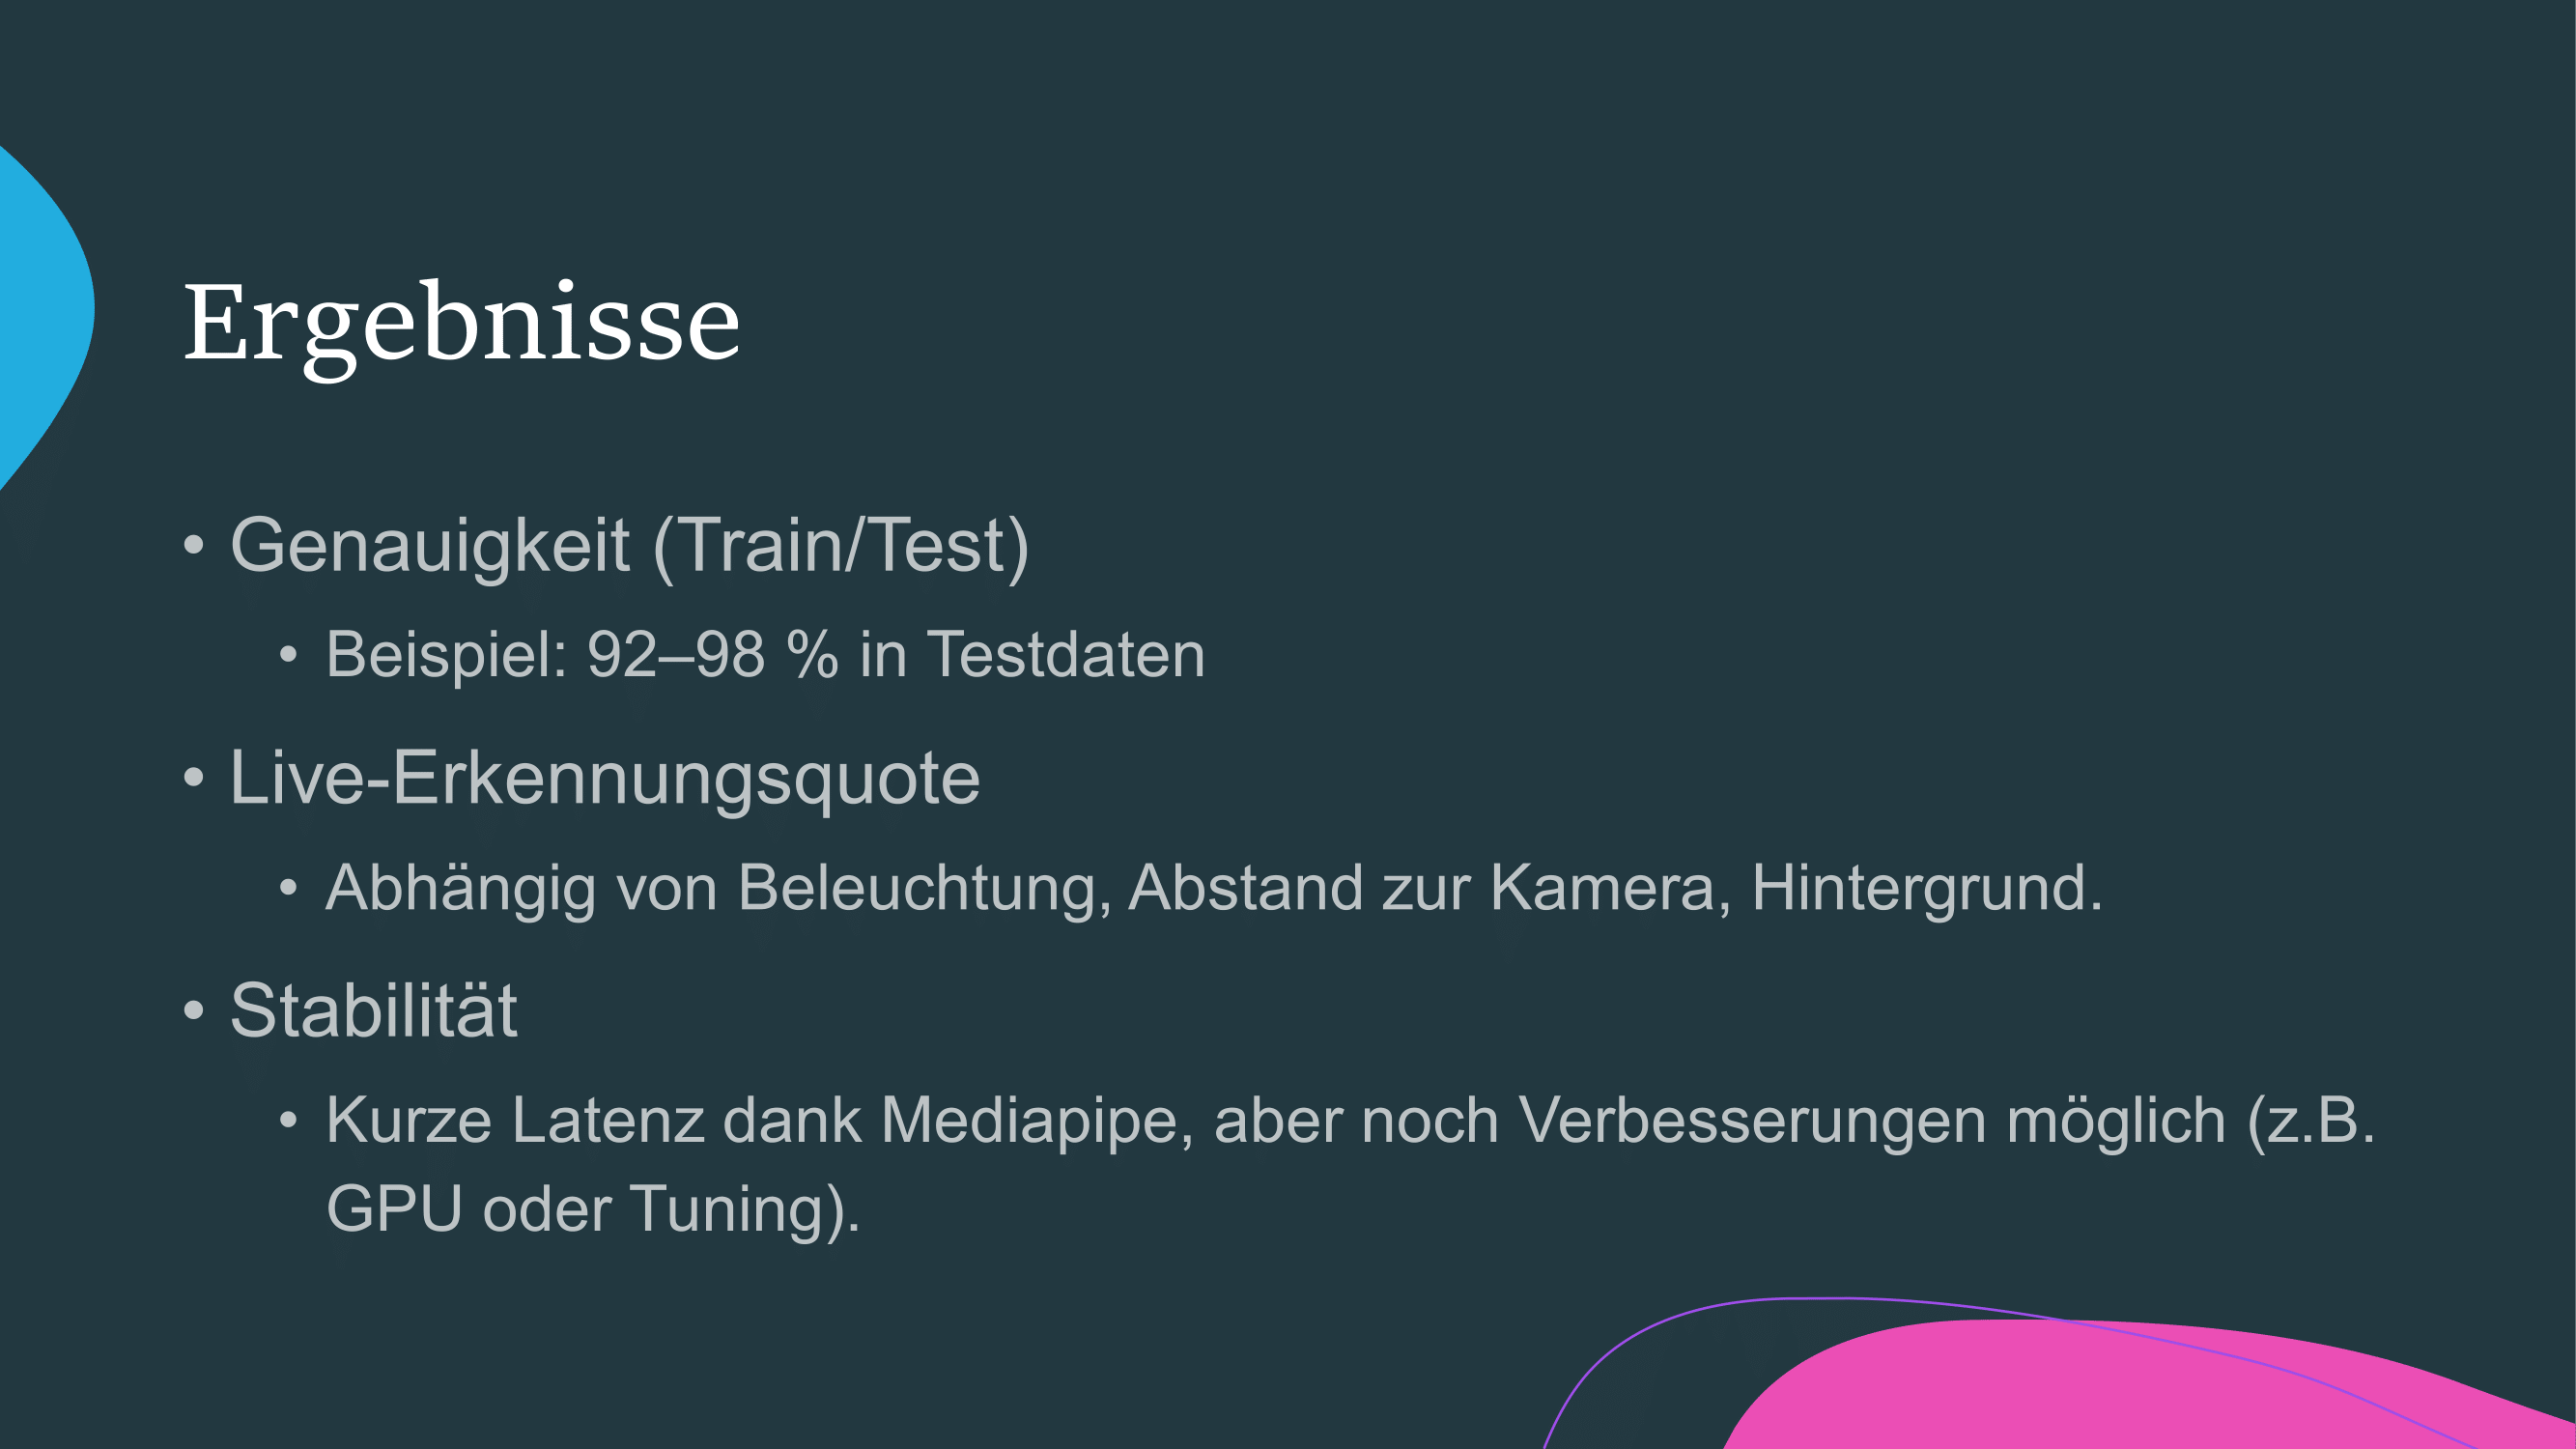 Ergebnisse
• Genauigkeit (Train/Test)
• Beispiel: 92–98 % in Testdaten
• Live-Erkennungsquote
• Abhängig von Beleuchtung, Abstand zur Kamera, Hintergrund.
• Stabilität
• Kurze Latenz dank Mediapipe, aber noch Verbesserungen möglich (z.B.
GPU oder Tuning).